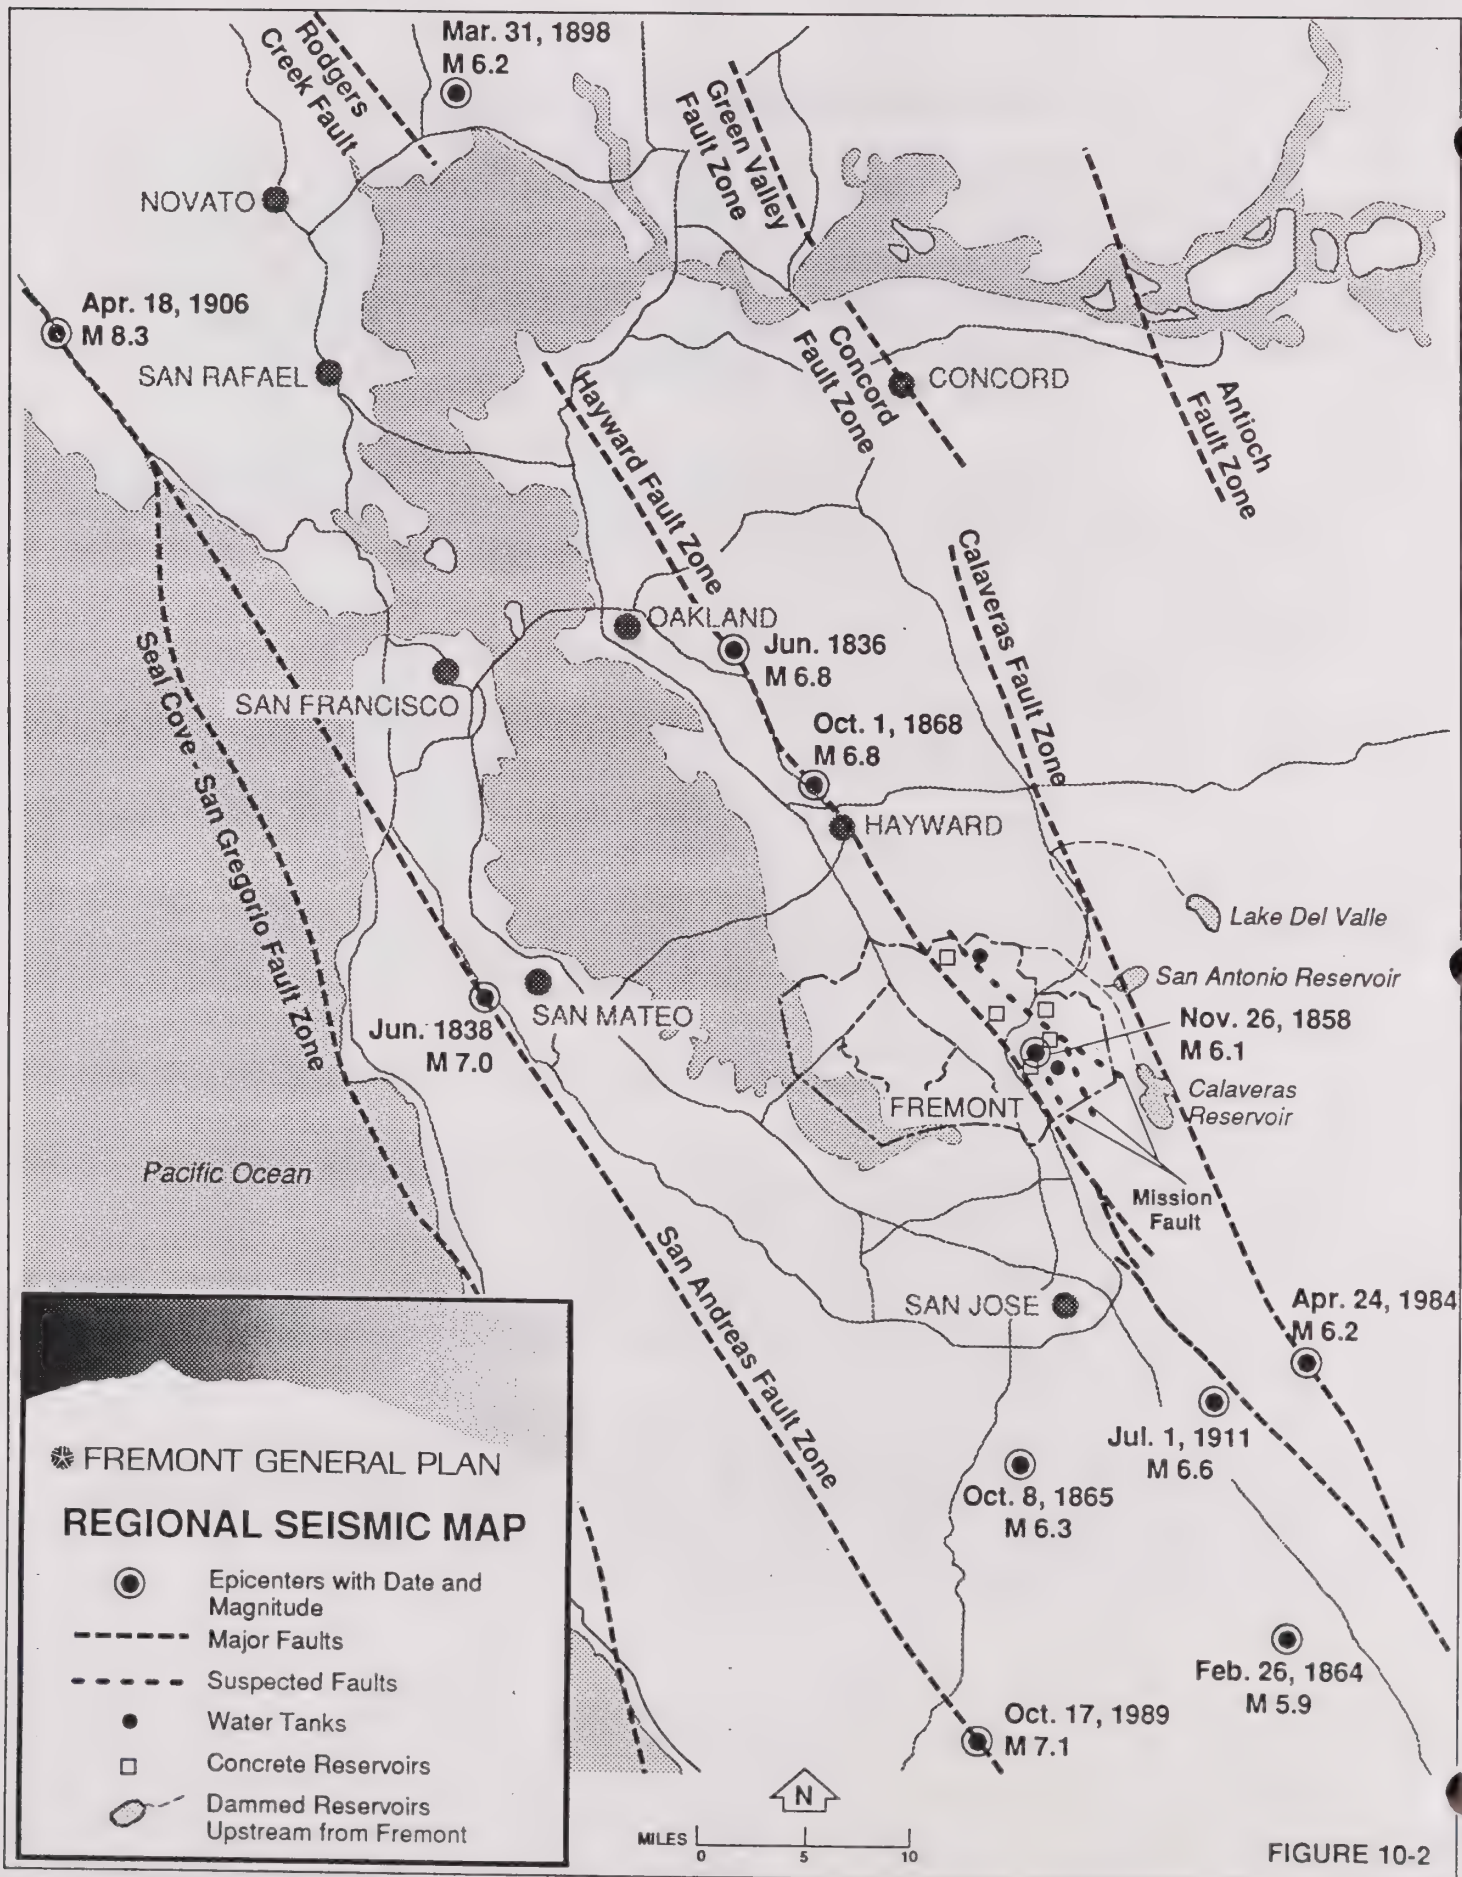 Mar. 31, 1898
M 6.2
Rodgers
Creek Fault
Green Valley
Fault Zone
NOVATO
Apr. 18, 1906
M 8.3
SAN RAFAEL
Concord
Fault Zone
CONCORD
Antioch
Fault Zone
Hayward Fault Zone
Calaveras Fault Zone
OAKLAND
Jun. 1836
M 6.8
SAN FRANCISCO
Seal Cove - San Gregorio Fault Zone
Oct. 1, 1868
M 6.8
HAYWARD
Lake Del Valle
San Antonio Reservoir
SAN MATEO
Jun. 1838
M 7.0
Nov. 26, 1858
M 6.1
FREMONT
Calaveras
Reservoir
Pacific Ocean
Mission
Fault
San Andreas Fault Zone
SAN JOSE
Apr. 24, 1984
M 6.2
Jul. 1, 1911
M 6.6
Oct. 8, 1865
M 6.3
Feb. 26, 1864
M 5.9
Oct. 17, 1989
M 7.1
FREMONT GENERAL PLAN
REGIONAL SEISMIC MAP
Epicenters with Date and
Magnitude
Major Faults
Suspected Faults
Water Tanks
Concrete Reservoirs
Dammed Reservoirs
Upstream from Fremont
N
MILES
0 5 10
FIGURE 10-2